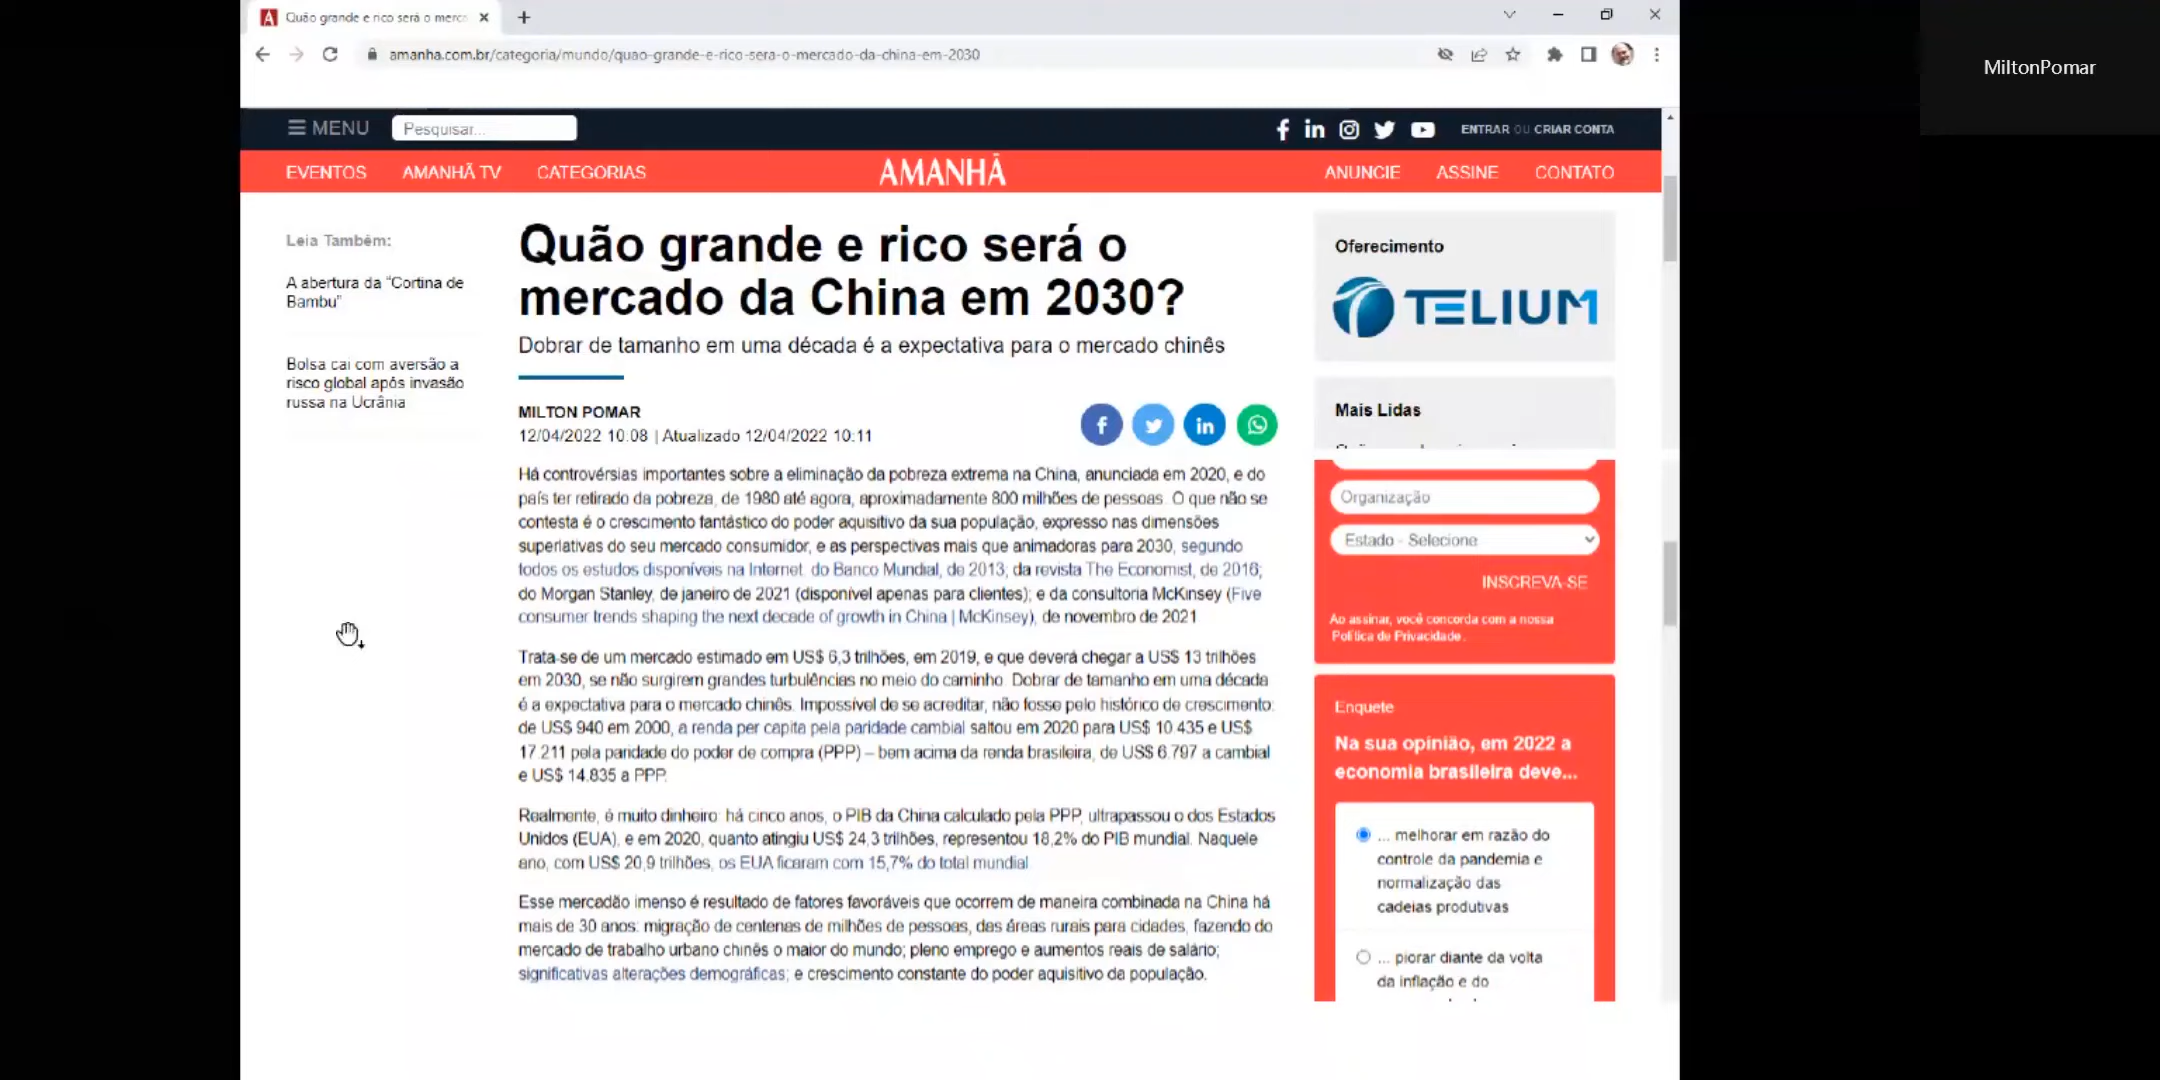 Quão grande e rico será o merc
amanha.com.br/categoria/mundo/quao-grande-e-rico-sera-o-mercado-da-china-em-2030
MiltonPomar
MENU
Pesquisar...
ENTRAR OU CRIAR CONTA
EVENTOS
AMANHÃ TV
CATEGORIAS
AMANHÃ
ANUNCIE
ASSINE
CONTATO
Leia Também:
A abertura da “Cortina de
Bambu”
Bolsa cai com aversão a
risco global após invasão
russa na Ucrânia
Quão grande e rico será o
mercado da China em 2030?
Dobrar de tamanho em uma década é a expectativa para o mercado chinês
MILTON POMAR
12/04/2022 10:08 | Atualizado 12/04/2022 10:11
Há controvérsias importantes sobre a eliminação da pobreza extrema na China, anunciada em 2020, e do
país ter retirado da pobreza, de 1980 até agora, aproximadamente 800 milhões de pessoas. O que não se
contesta é o crescimento fantástico do poder aquisitivo da sua população, expresso nas dimensões
superlativas do seu mercado consumidor, e as perspectivas mais que animadoras para 2030, segundo
todos os estudos disponíveis na Internet: do Banco Mundial, de 2013; da revista The Economist, de 2016;
do Morgan Stanley, de janeiro de 2021 (disponível apenas para clientes); e da consultoria McKinsey (Five
consumer trends shaping the next decade of growth in China | McKinsey), de novembro de 2021
Trata-se de um mercado estimado em US$ 6,3 trilhões, em 2019, e que deverá chegar a US$ 13 trilhões
em 2030, se não surgirem grandes turbulências no meio do caminho. Dobrar de tamanho em uma década
é a expectativa para o mercado chinês. Impossível de se acreditar, não fosse pelo histórico de crescimento:
de US$ 940 em 2000, a renda per capita pela paridade cambial saltou em 2020 para US$ 10.435 e US$
17.211 pela paridade do poder de compra (PPP) – bem acima da renda brasileira, de US$ 6.797 a cambial
e US$ 14.835 a PPP.
Realmente, é muito dinheiro: há cinco anos, o PIB da China calculado pela PPP, ultrapassou o dos Estados
Unidos (EUA), e em 2020, quanto atingiu US$ 24,3 trilhões, representou 18,2% do PIB mundial. Naquele
ano, com US$ 20,9 trilhões, os EUA ficaram com 15,7% do total mundial
Esse mercadão imenso é resultado de fatores favoráveis que ocorrem de maneira combinada na China há
mais de 30 anos: migração de centenas de milhões de pessoas, das áreas rurais para cidades, fazendo do
mercado de trabalho urbano chinês o maior do mundo; pleno emprego e aumentos reais de salário;
significativas alterações demográficas; e crescimento constante do poder aquisitivo da população.
Oferecimento
TELIUM
Mais Lidas
Organização
Estado - Selecione
INSCREVA-SE
Ao assinar, você concorda com a nossa
Política de Privacidade.
Enquete
Na sua opinião, em 2022 a
economia brasileira deve...
... melhorar em razão do
controle da pandemia e
normalização das
cadeias produtivas
... piorar diante da volta
da inflação e do